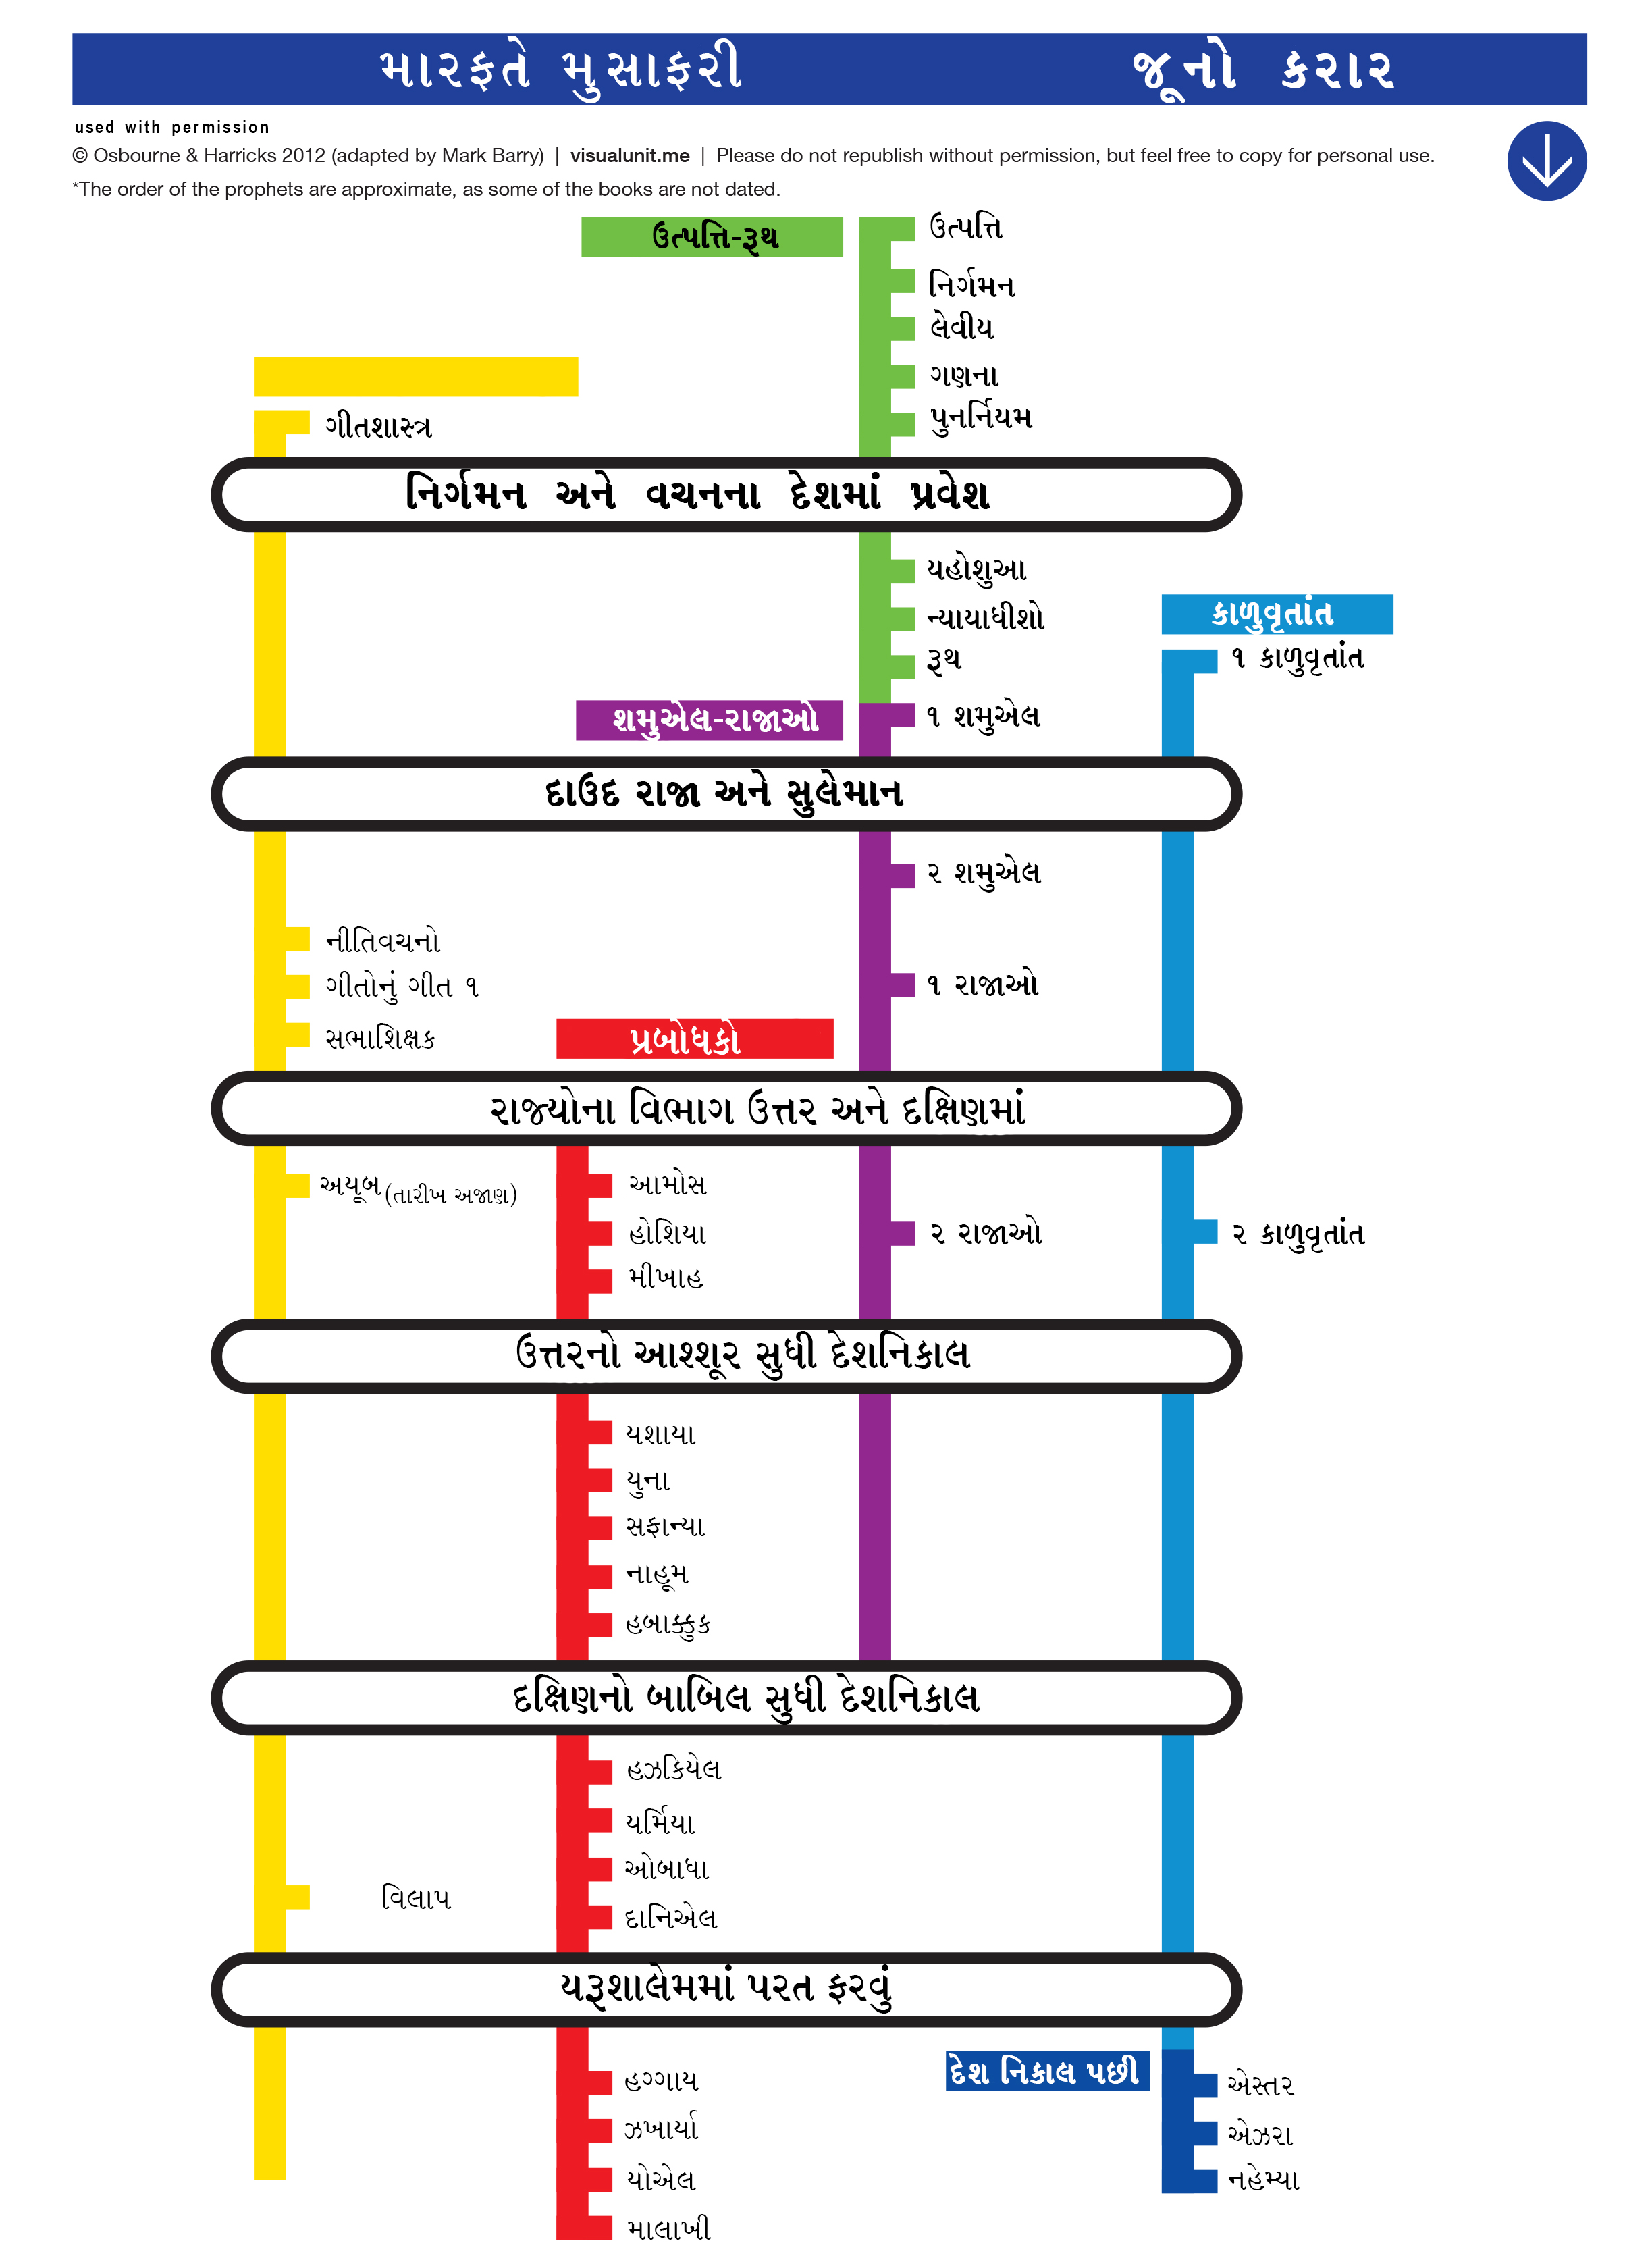 મારફતે મુસાફરી જૂનો કરાર
used with permission
© Osbourne & Harricks 2012 (adapted by Mark Barry) | visualunit.me | Please do not republish without permission, but feel free to copy for personal use.
*The order of the prophets are approximate, as some of the books are not dated.
ઉત્પત્તિ-રૂથ
ઉત્પત્તિ
નિર્ગમન
લેવીય
ગણના
પુનર્નિયમ
ગીતશાસ્ત્ર
નિર્ગમન અને વચનના દેશમાં પ્રવેશ
યહોશુઆ
ન્યાયાધીશો
રૂથ
કાળુવૃતાંત
૧ કાળુવૃતાંત
શમુએલ-રાજાઓ
૧ શમુએલ
દાઉદ રાજા અને સુલેમાન
૨ શમુએલ
નીતિવચનો
ગીતોનું ગીત ૧
૧ રાજાઓ
સભાશિક્ષક
પ્રબોધકો
રાજ્યોના વિભાગ ઉત્તર અને દક્ષિણમાં
અયૂબ (તારીખ અજાણ)
આમોસ
હોશિયા
મીખાહ
૨ રાજાઓ
૨ કાળુવૃતાંત
ઉત્તરનો આશ્શૂર સુધી દેશનિકાલ
યશાયા
યુના
સફાન્યા
નાહૂમ
હબાક્કુક
દક્ષિણનો બાબિલ સુધી દેશનિકાલ
હઝકિયેલ
યર્મિયા
ઓબાધા
વિલાપ
દાનિએલ
યરૂશાલેમમાં પરત ફરવું
દેશ નિકાલ પછી
હગ્ગાય
ઝખાર્યા
યોએલ
માલાખી
એસ્તર
એઝરા
નહેમ્યા